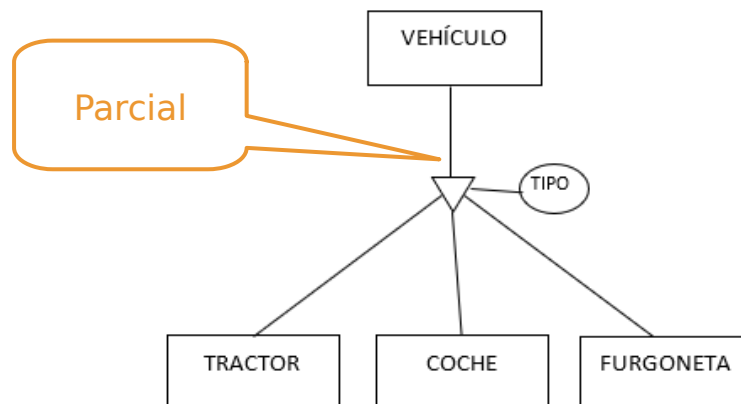 VEHÍCULO
Parcial
TIPO
TRACTOR
COCHE
FURGONETA